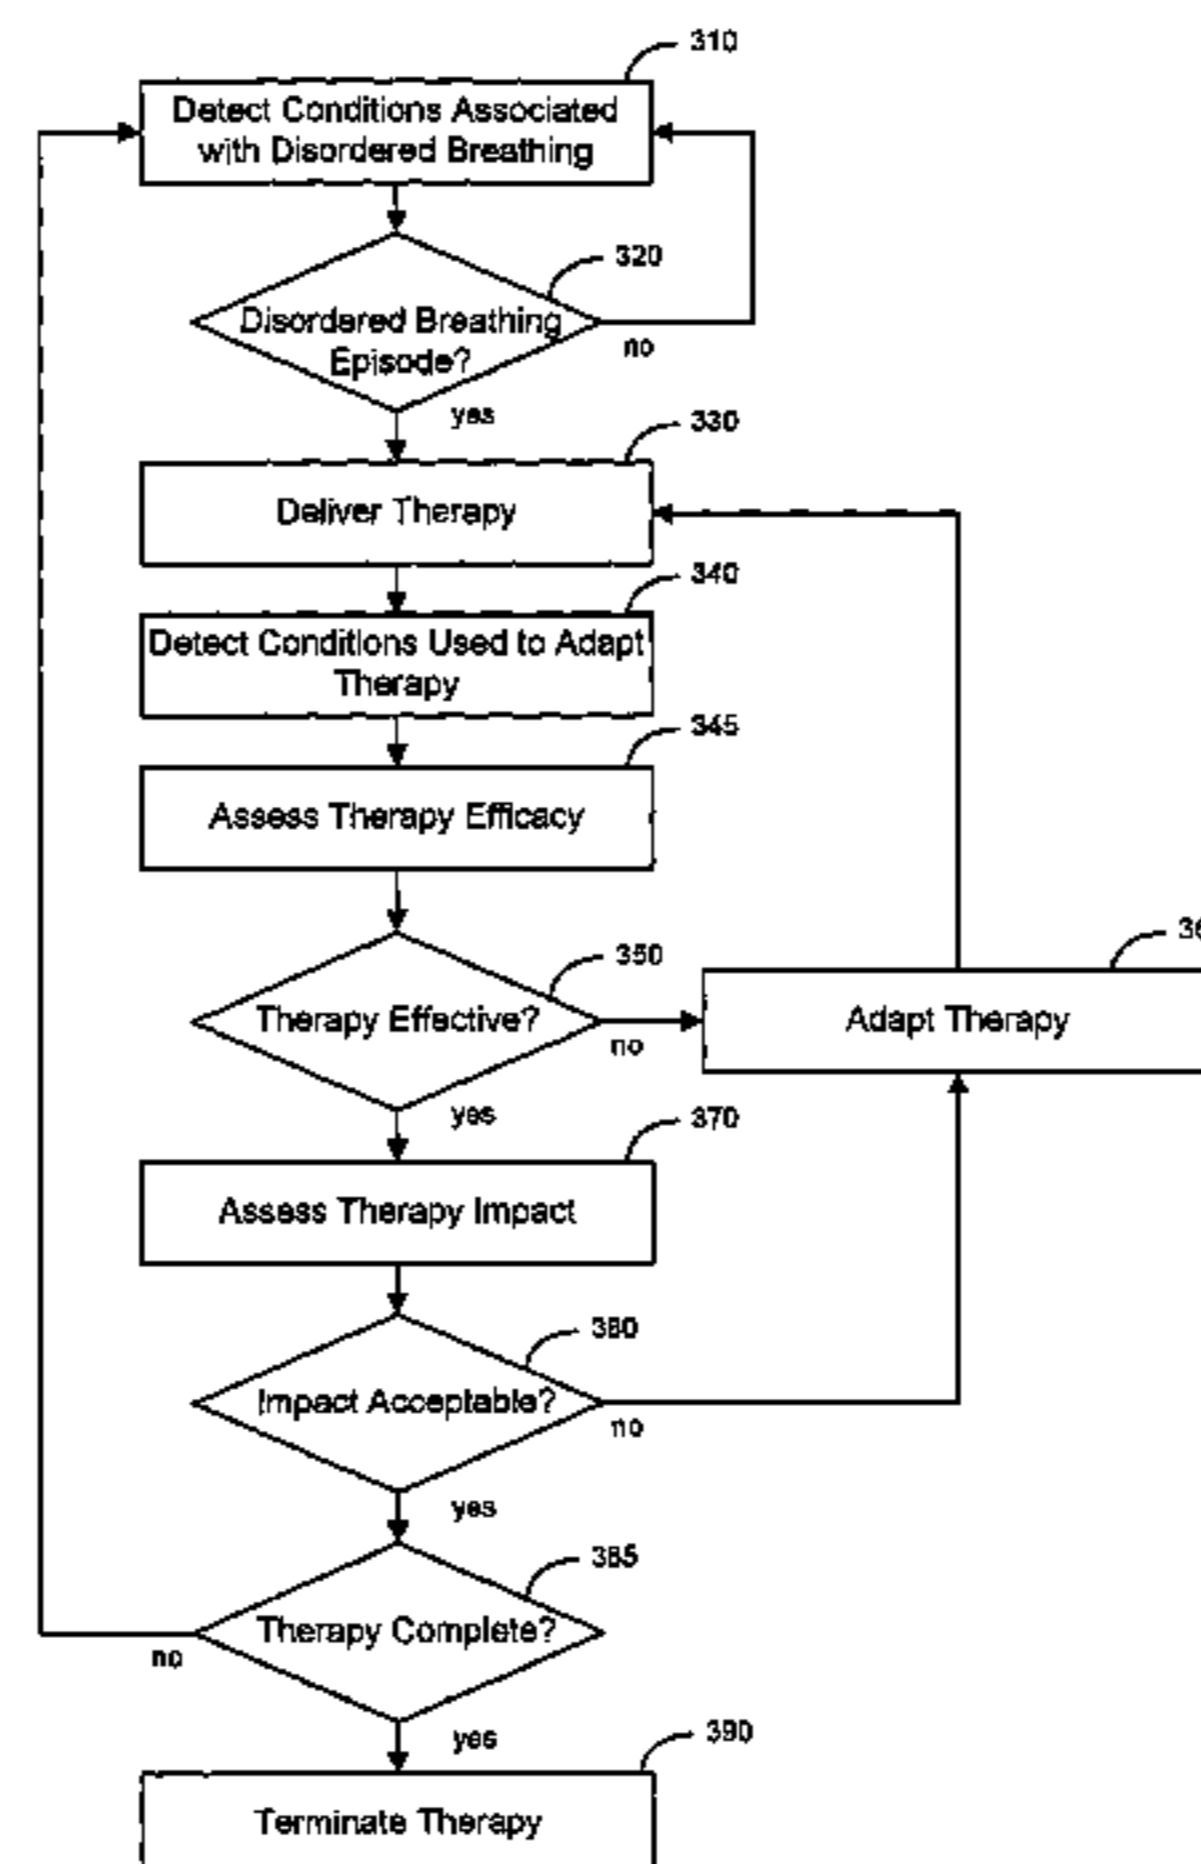 310
Detect Conditions Associated
with Disordered Breathing
320
Disordered Breathing
Episode?
no
yes
330
Deliver Therapy
340
Detect Conditions Used to Adapt
Therapy
345
Assess Therapy Efficacy
350
Therapy Effective?
no
36
Adapt Therapy
yes
370
Assess Therapy Impact
380
Impact Acceptable?
no
yes
385
Therapy Complete?
no
yes
390
Terminate Therapy